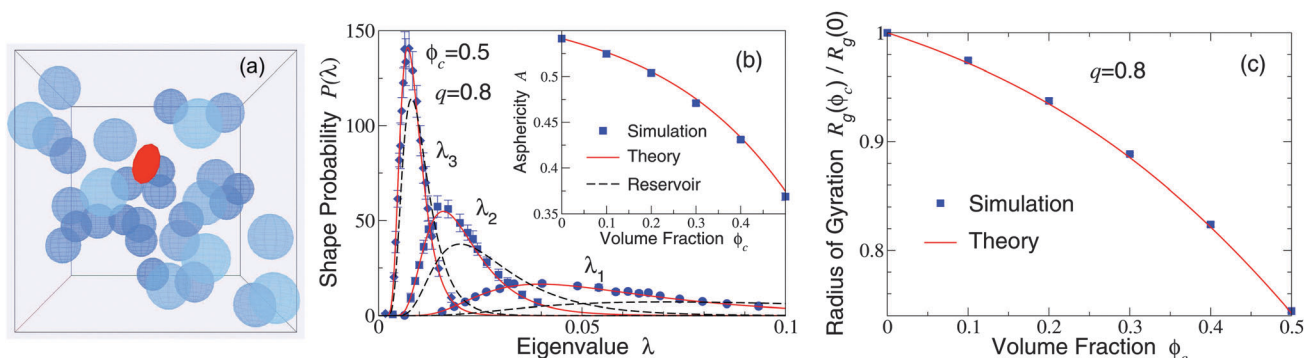 (a)
Shape Probability P(λ)
150
100
50
0
0
0.05
0.1
Eigenvalue λ
ϕc=0.5
q=0.8
λ3
λ2
λ1
(b)
Asphericity A
0.5
0.45
0.4
0.35
0
0.1
0.2
0.3
0.4
Volume Fraction ϕc
Simulation
Theory
Reservoir
(c)
Radius of Gyration Rg(ϕc) / Rg(0)
1
0.9
0.8
q=0.8
Simulation
Theory
0
0.1
0.2
0.3
0.4
0.5
Volume Fraction ϕc